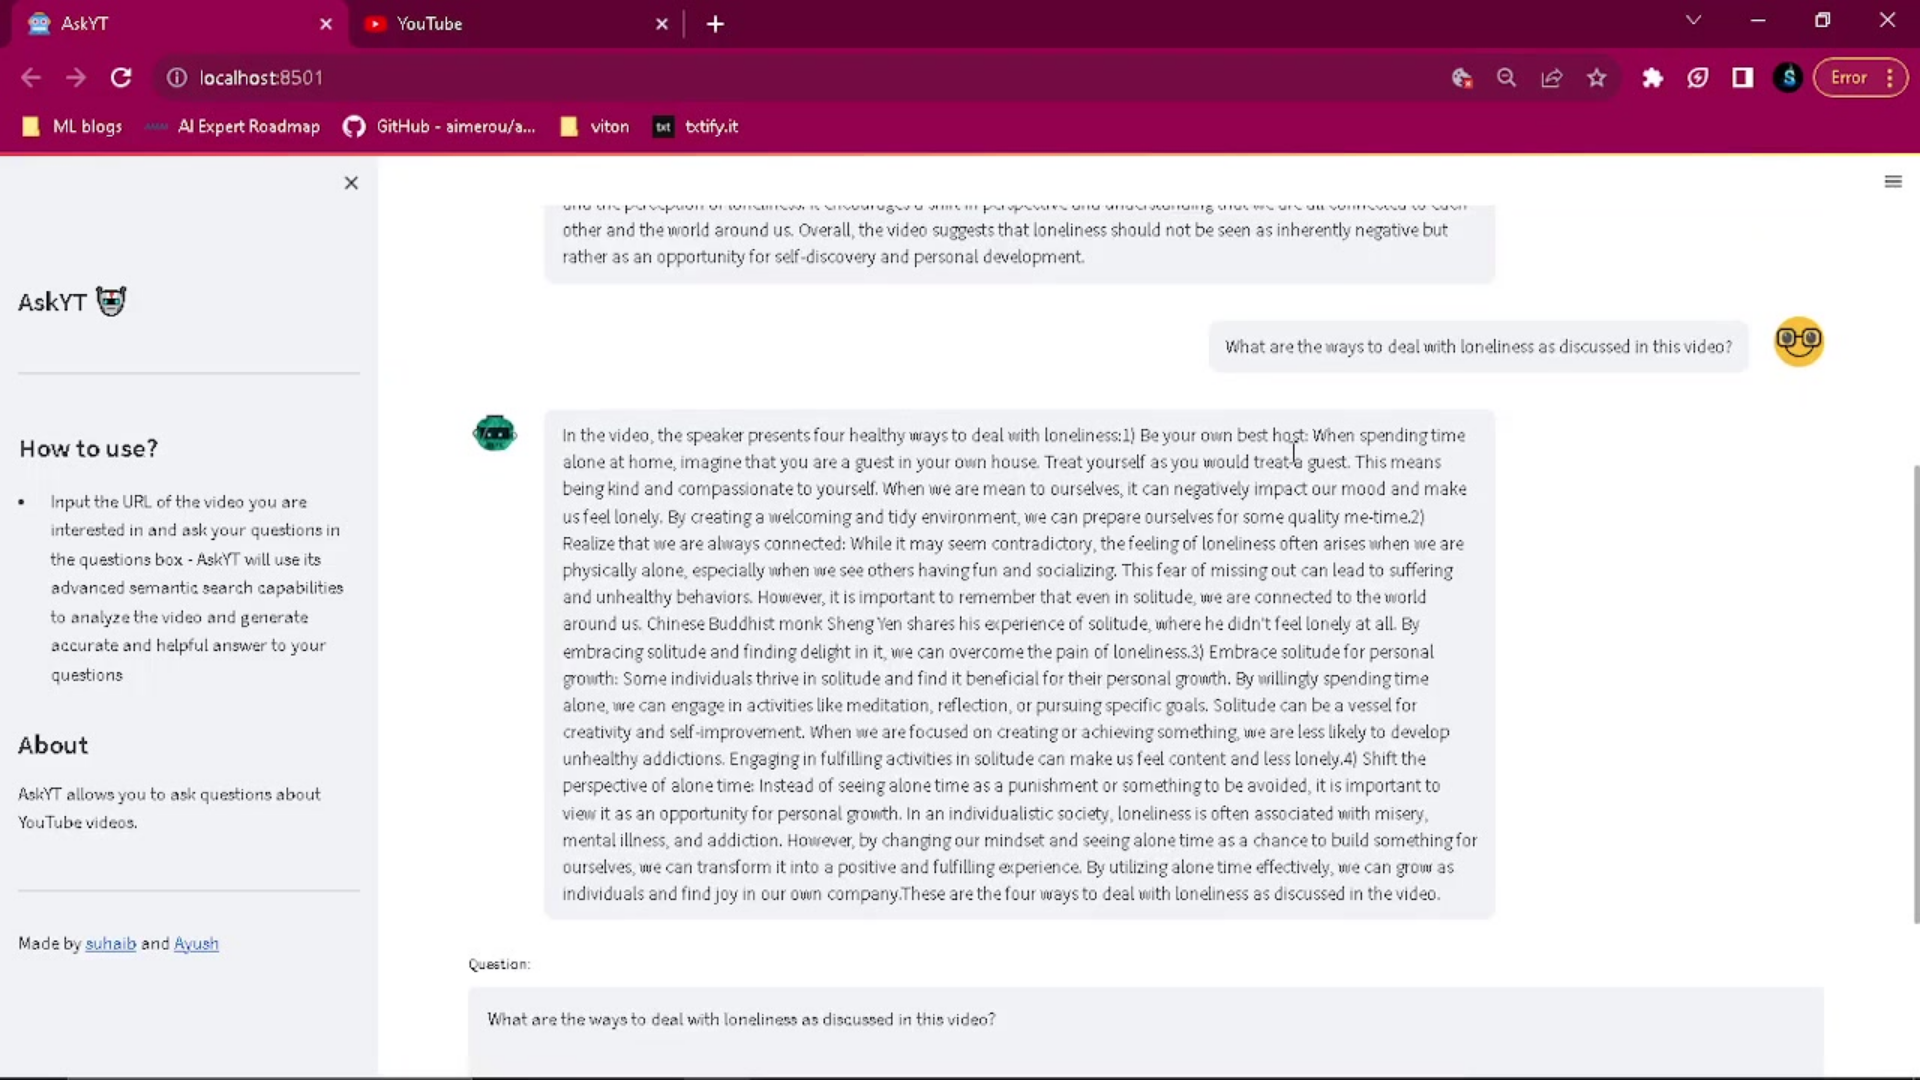 AskYT
YouTube
localhost:8501
Error
ML blogs
AI Expert Roadmap
GitHub - aimerou/a...
viton
txt
txtify.it
AskYT
How to use?
Input the URL of the video you are
interested in and ask your questions in
the questions box - AskYT will use its
advanced semantic search capabilities
to analyze the video and generate
accurate and helpful answer to your
questions
About
AskYT allows you to ask questions about
YouTube videos.
Made by suhaib and Ayush
and the perception of loneliness. It encourages a shift in perspective and understanding that we are all connected to each
other and the world around us. Overall, the video suggests that loneliness should not be seen as inherently negative but
rather as an opportunity for self-discovery and personal development.
What are the ways to deal with loneliness as discussed in this video?
In the video, the speaker presents four healthy ways to deal with loneliness:1) Be your own best host: When spending time
alone at home, imagine that you are a guest in your own house. Treat yourself as you would treat a guest. This means
being kind and compassionate to yourself. When we are mean to ourselves, it can negatively impact our mood and make
us feel lonely. By creating a welcoming and tidy environment, we can prepare ourselves for some quality me-time.2)
Realize that we are always connected: While it may seem contradictory, the feeling of loneliness often arises when we are
physically alone, especially when we see others having fun and socializing. This fear of missing out can lead to suffering
and unhealthy behaviors. However, it is important to remember that even in solitude, we are connected to the world
around us. Chinese Buddhist monk Sheng Yen shares his experience of solitude, where he didn't feel lonely at all. By
embracing solitude and finding delight in it, we can overcome the pain of loneliness.3) Embrace solitude for personal
growth: Some individuals thrive in solitude and find it beneficial for their personal growth. By willingly spending time
alone, we can engage in activities like meditation, reflection, or pursuing specific goals. Solitude can be a vessel for
creativity and self-improvement. When we are focused on creating or achieving something, we are less likely to develop
unhealthy addictions. Engaging in fulfilling activities in solitude can make us feel content and less lonely.4) Shift the
perspective of alone time: Instead of seeing alone time as a punishment or something to be avoided, it is important to
view it as an opportunity for personal growth. In an individualistic society, loneliness is often associated with misery,
mental illness, and addiction. However, by changing our mindset and seeing alone time as a chance to build something for
ourselves, we can transform it into a positive and fulfilling experience. By utilizing alone time effectively, we can grow as
individuals and find joy in our own company.These are the four ways to deal with loneliness as discussed in the video.
Question:
What are the ways to deal with loneliness as discussed in this video?